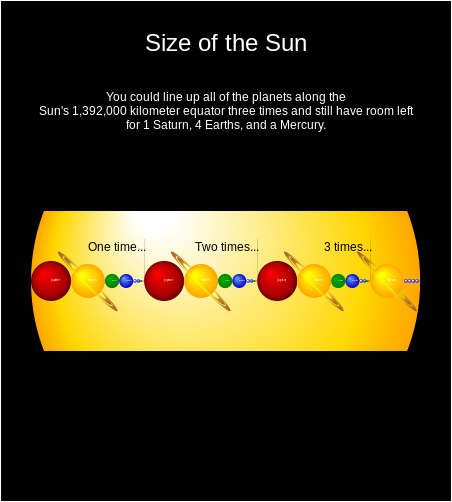 Size of the Sun
You could line up all of the planets along the
Sun's 1,392,000 kilometer equator three times and still have room left
for 1 Saturn, 4 Earths, and a Mercury.
One time...
Two times...
3 times...